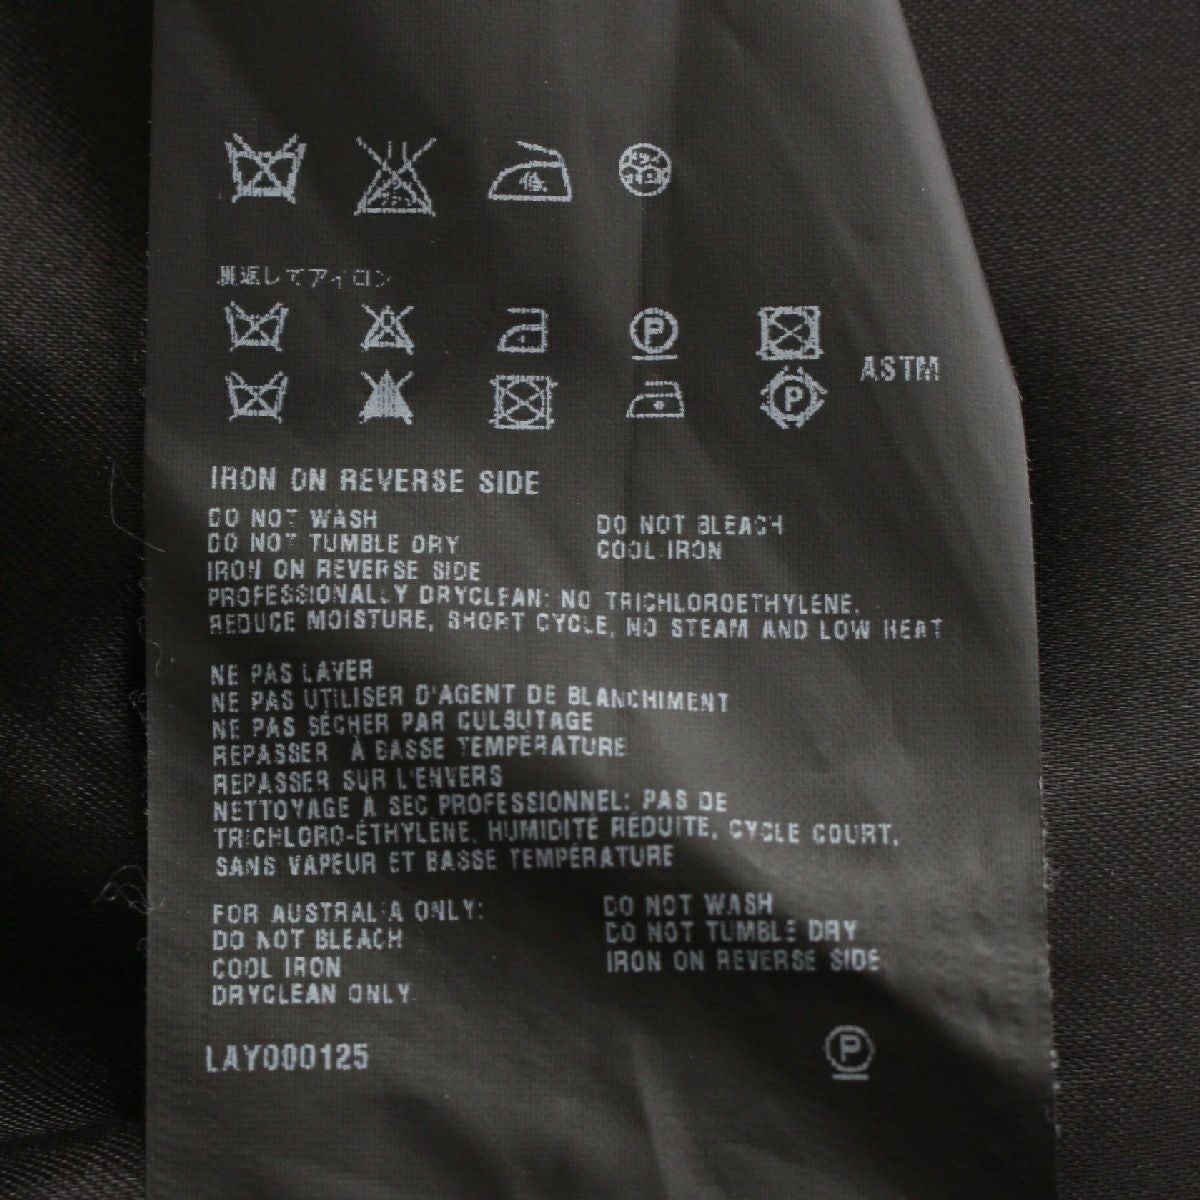 低
裏返してアイロン
P
ASTM
P
IRON ON REVERSE SIDE
DO NOT WASH
DO NOT BLEACH
DO NOT TUMBLE DRY
COOL IRON
IRON ON REVERSE SIDE
PROFESSIONALLY DRYCLEAN: NO TRICHLOROETHYLENE.
REDUCE MOISTURE, SHORT CYCLE, NO STEAM AND LOW HEAT
NE PAS LAVER
NE PAS UTILISER D'AGENT DE BLANCHIMENT
NE PAS SÉCHER PAR CULBUTAGE
REPASSER À BASSE TEMPÉRATURE
REPASSER SUR L'ENVERS
NETTOYAGE À SEC PROFESSIONNEL: PAS DE
TRICHLORO-ÉTHYLÈNE, HUMIDITÉ RÉDUITE, CYCLE COURT,
SANS VAPEUR ET BASSE TEMPÉRATURE
FOR AUSTRALIA ONLY:
DO NOT WASH
DO NOT BLEACH
DO NOT TUMBLE DRY
COOL IRON
IRON ON REVERSE SIDE
DRYCLEAN ONLY
LAY000125
P